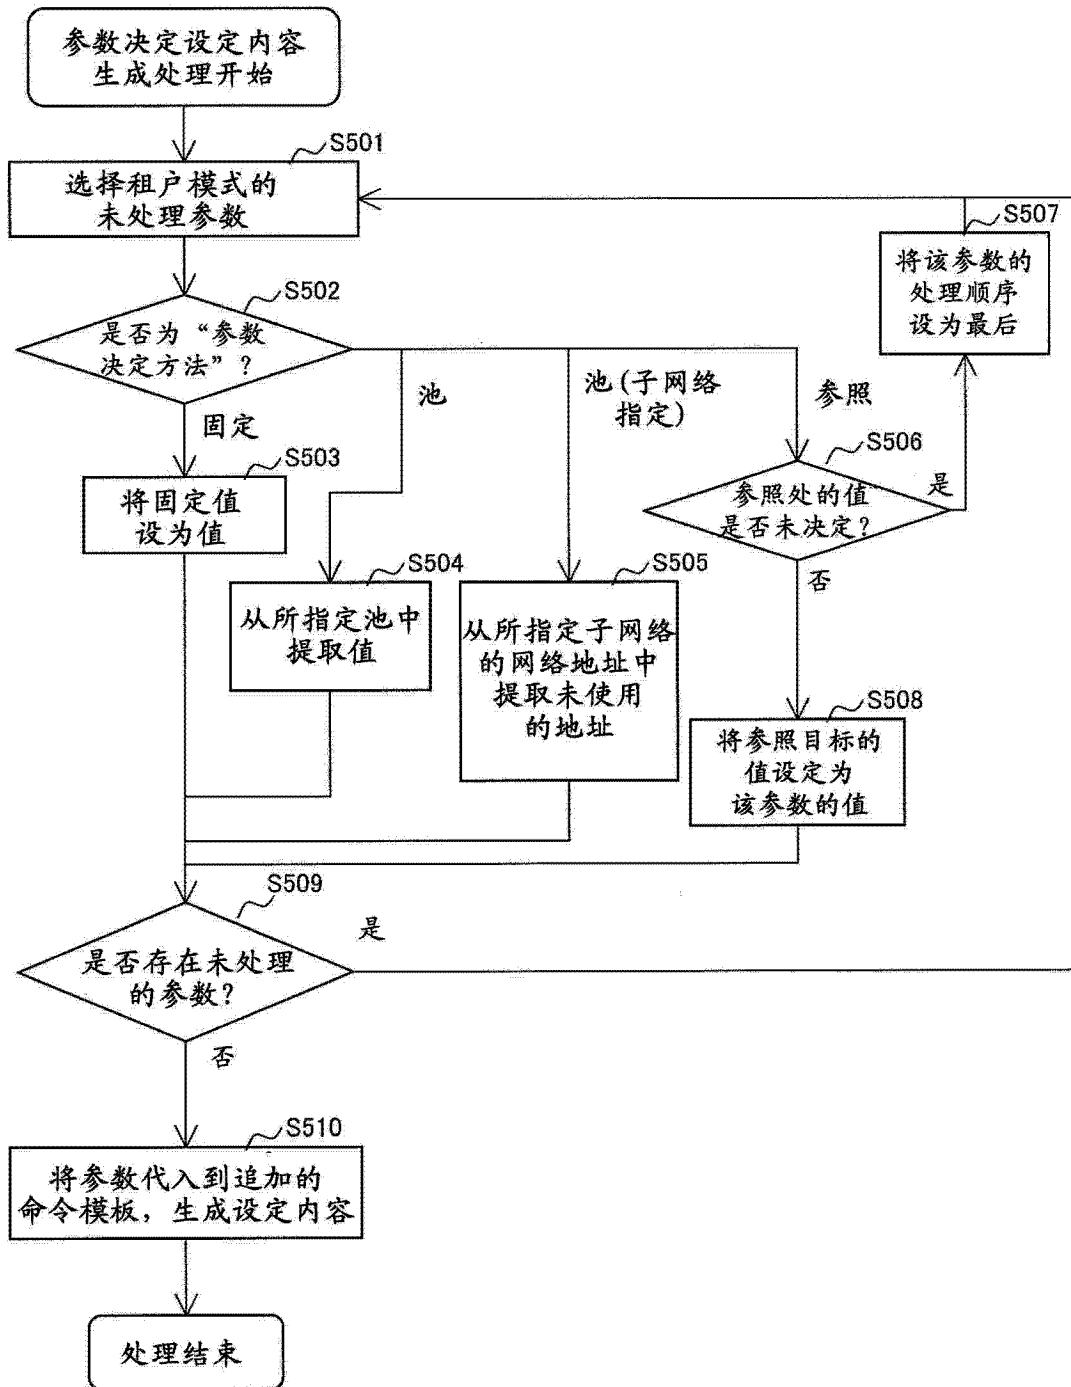 参数决定设定内容
生成处理开始
S501
选择租户模式的
未处理参数
S507
将该参数的
处理顺序
设为最后
S502
是否为“参数
决定方法”?
池
池(子网络
指定)
参照
固定
S503
将固定值
设为值
S506
参照处的值
是否未决定?
是
否
S504
从所指定池中
提取值
S505
从所指定子网络
的网络地址中
提取未使用
的地址
S508
将参照目标的
值设定为
该参数的值
S509
是否存在未处理
的参数?
是
否
S510
将参数代入到追加的
命令模板，生成设定内容
处理结束